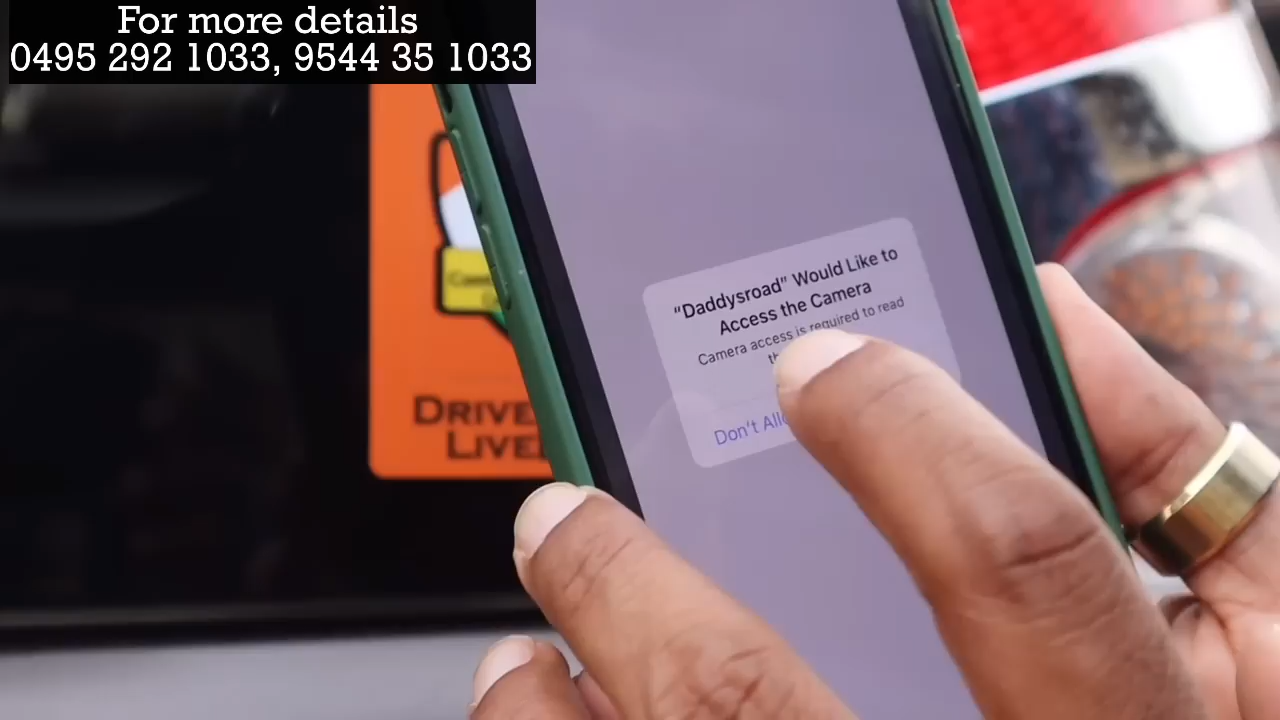 For more details
0495 292 1033, 9544 35 1033
"Daddysroad" Would Like to
Access the Camera
Camera access is required to read
Don't
DRIVE
LIVE